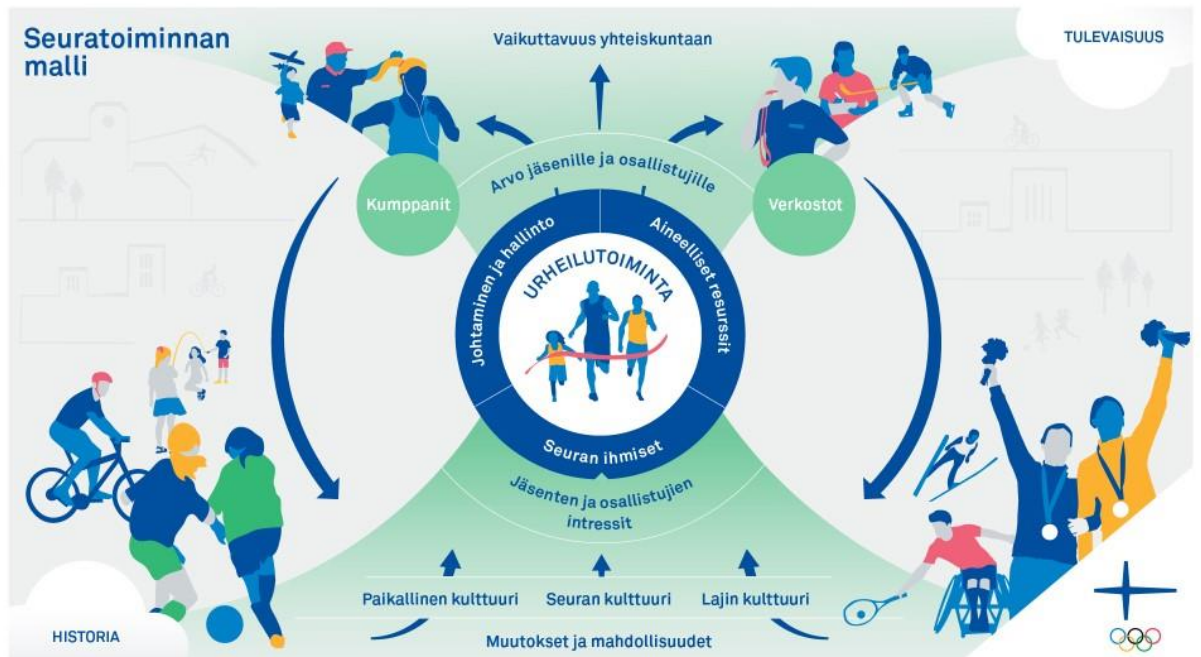 Seuratoiminnan
malli
Vaikuttavuus yhteiskuntaan
TULEVAISUUS
Arvo jäsenille ja osallistujille
Kumppanit
Verkostot
Johtaminen ja hallinto
Aineelliset resurssit
URHEILUTOIMINTA
Seuran ihmiset
Jäsenten ja osallistujien
intressit
Paikallinen kulttuuri
Seuran kulttuuri
Lajin kulttuuri
HISTORIA
Muutokset ja mahdollisuudet